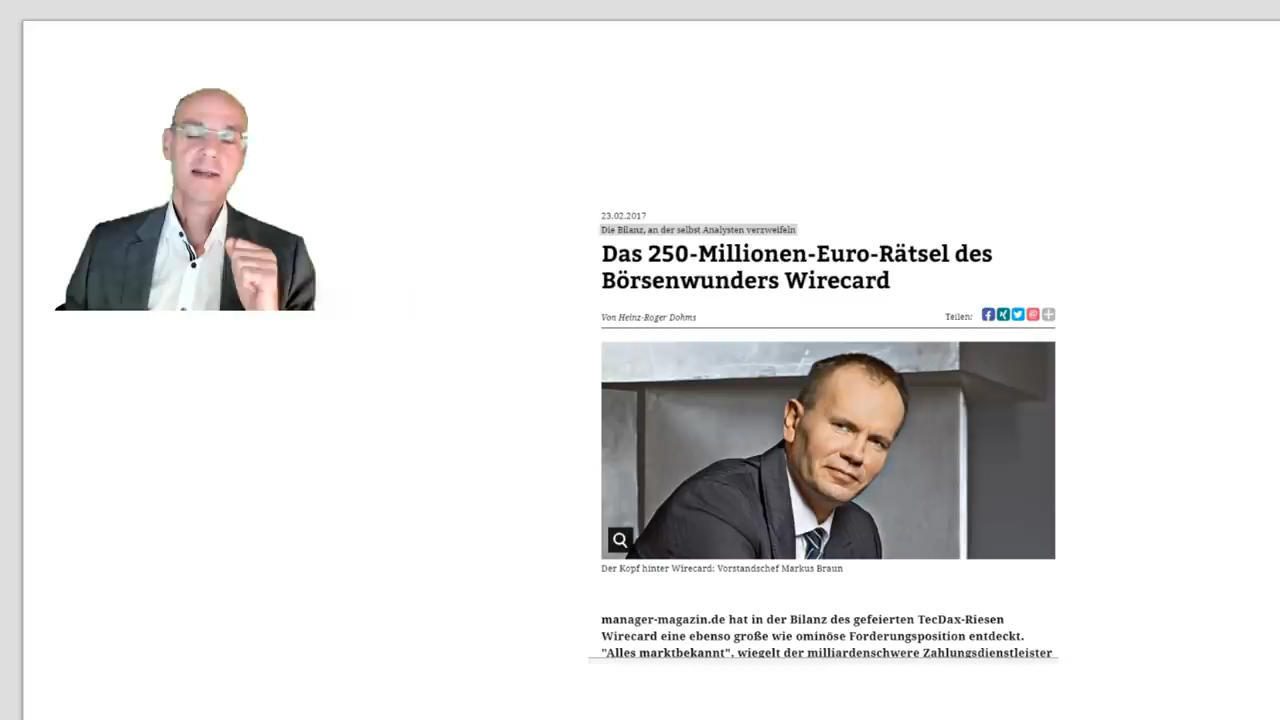 23.02.2017
Die Bilanz, an der selbst Analysten verzweifeln
Das 250-Millionen-Euro-Rätsel des
Börsenwunders Wirecard
Von Heinz-Roger Dohms
Teilen:
Der Kopf hinter Wirecard: Vorstandschef Markus Braun
manager-magazin.de hat in der Bilanz des gefeierten TecDax-Riesen
Wirecard eine ebenso große wie ominöse Forderungsposition entdeckt.
"Alles marktbekannt", wiegelt der milliardenschwere Zahlungsdienstleister